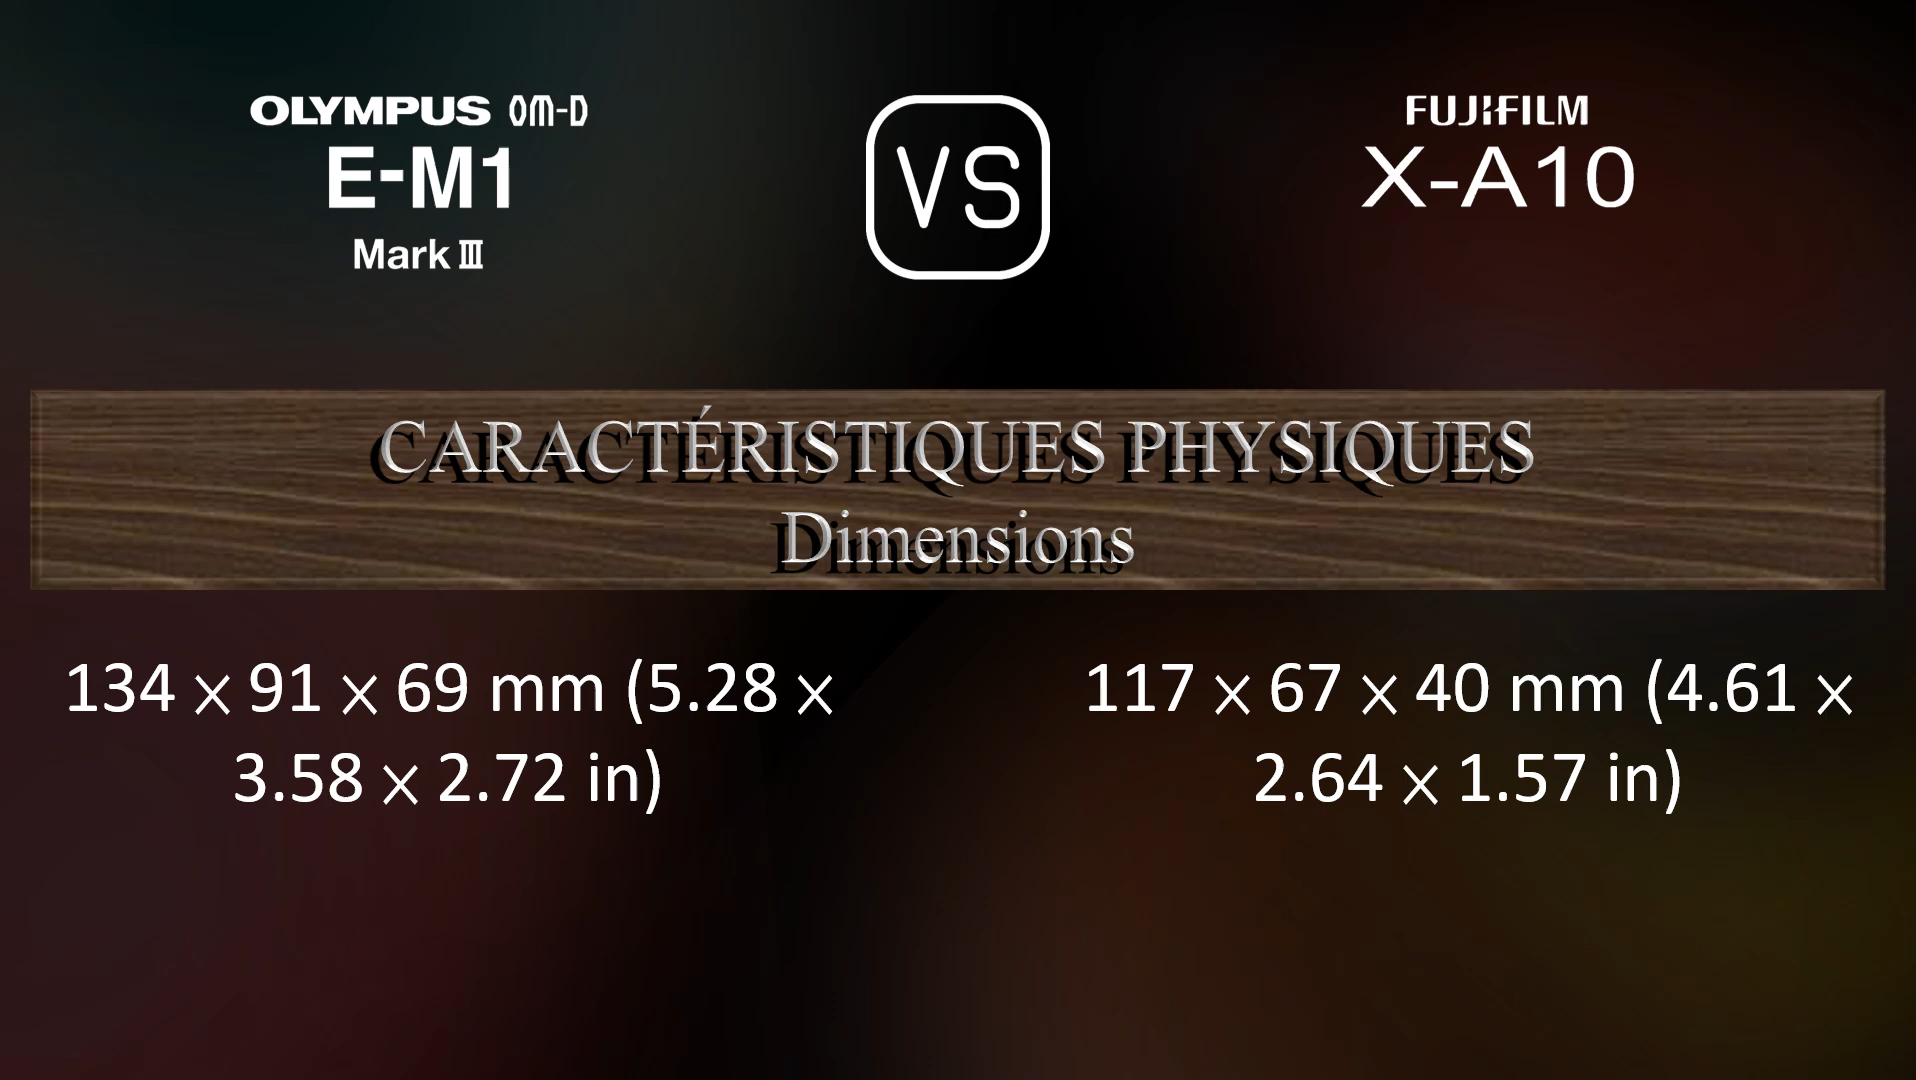 OLYMPUS OM-D
E-M1
Mark III
VS
FUJIFILM
X-A10
CARACTÉRISTIQUES PHYSIQUES
Dimensions
134 x 91 x 69 mm (5.28 x
3.58 x 2.72 in)
117 x 67 x 40 mm (4.61 x
2.64 x 1.57 in)